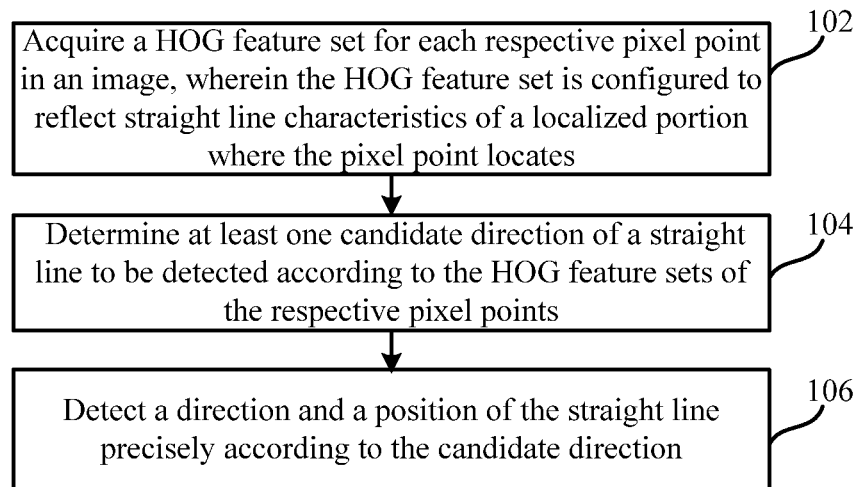 102
Acquire a HOG feature set for each respective pixel point
in an image, wherein the HOG feature set is configured to
reflect straight line characteristics of a localized portion
where the pixel point locates
104
Determine at least one candidate direction of a straight
line to be detected according to the HOG feature sets of
the respective pixel points
106
Detect a direction and a position of the straight line
precisely according to the candidate direction